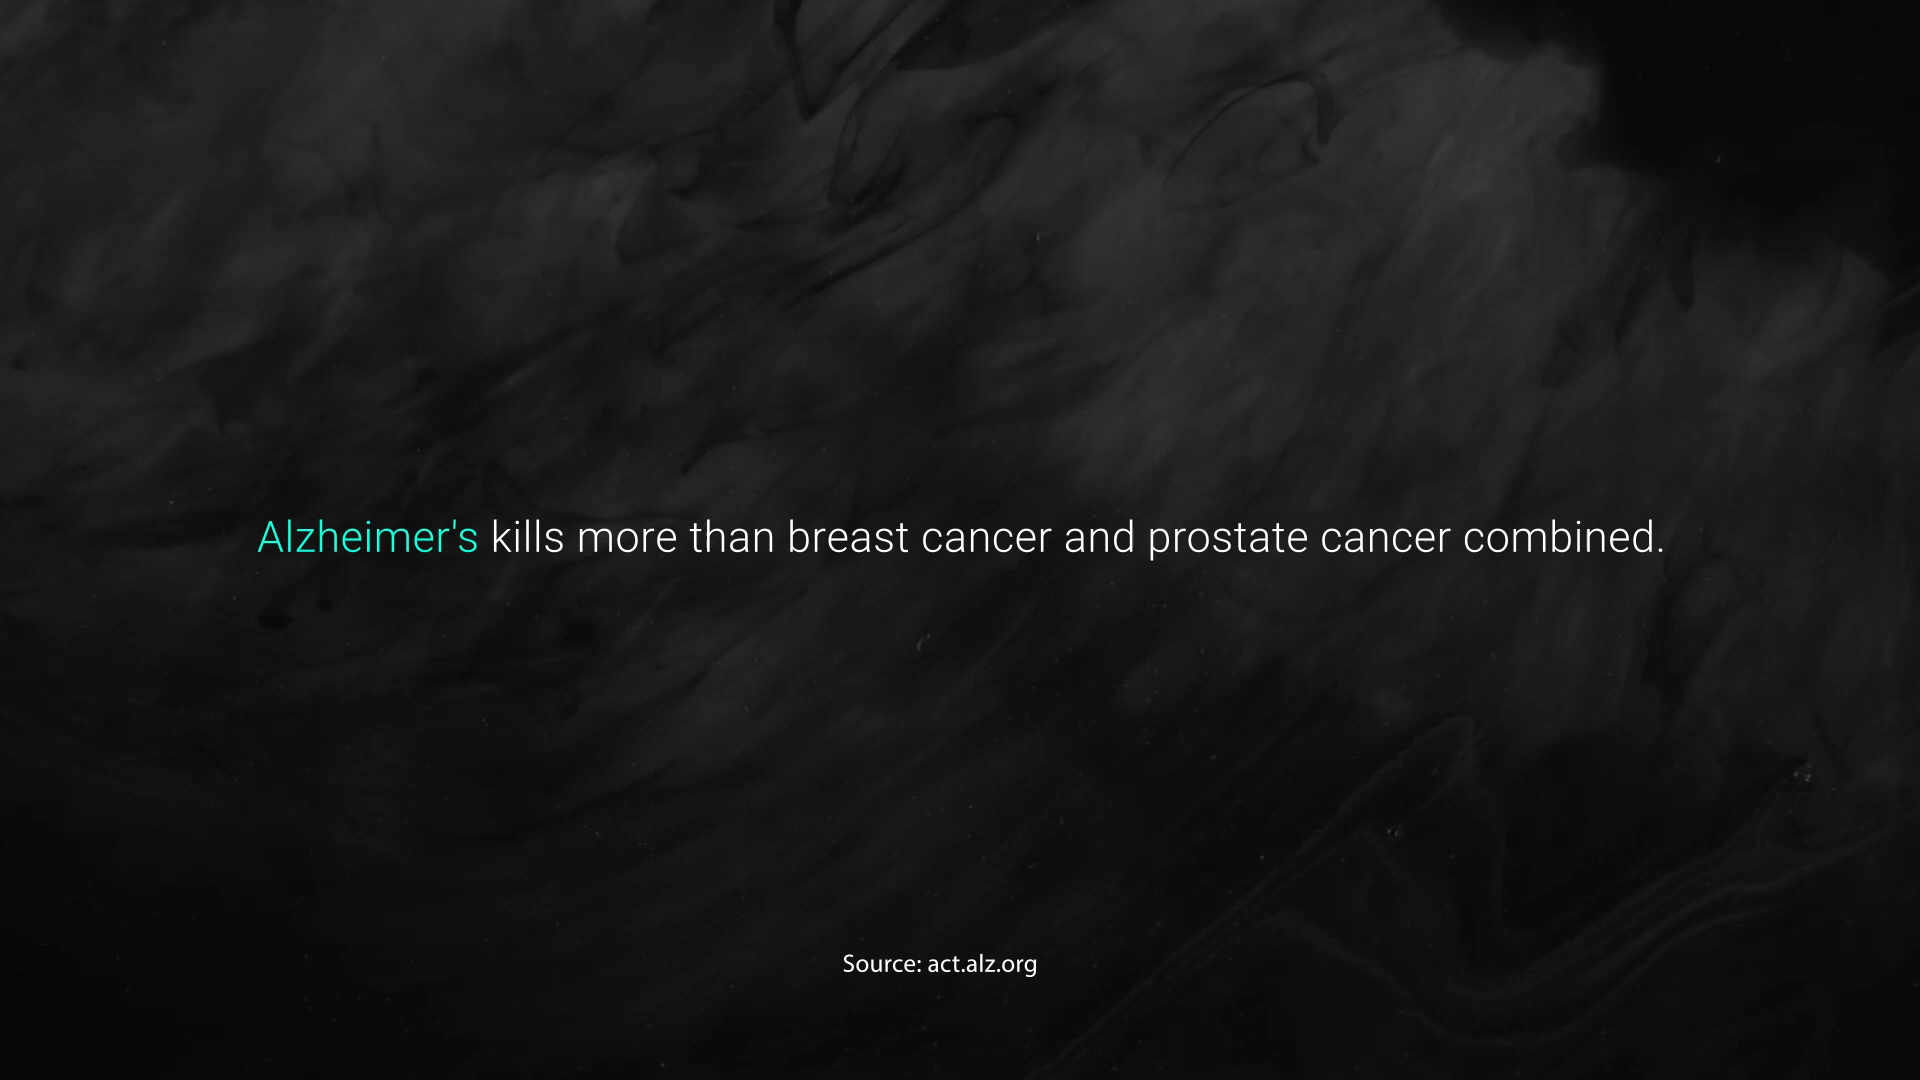 Alzheimer's kills more than breast cancer and prostate cancer combined.
Source: act.alz.org